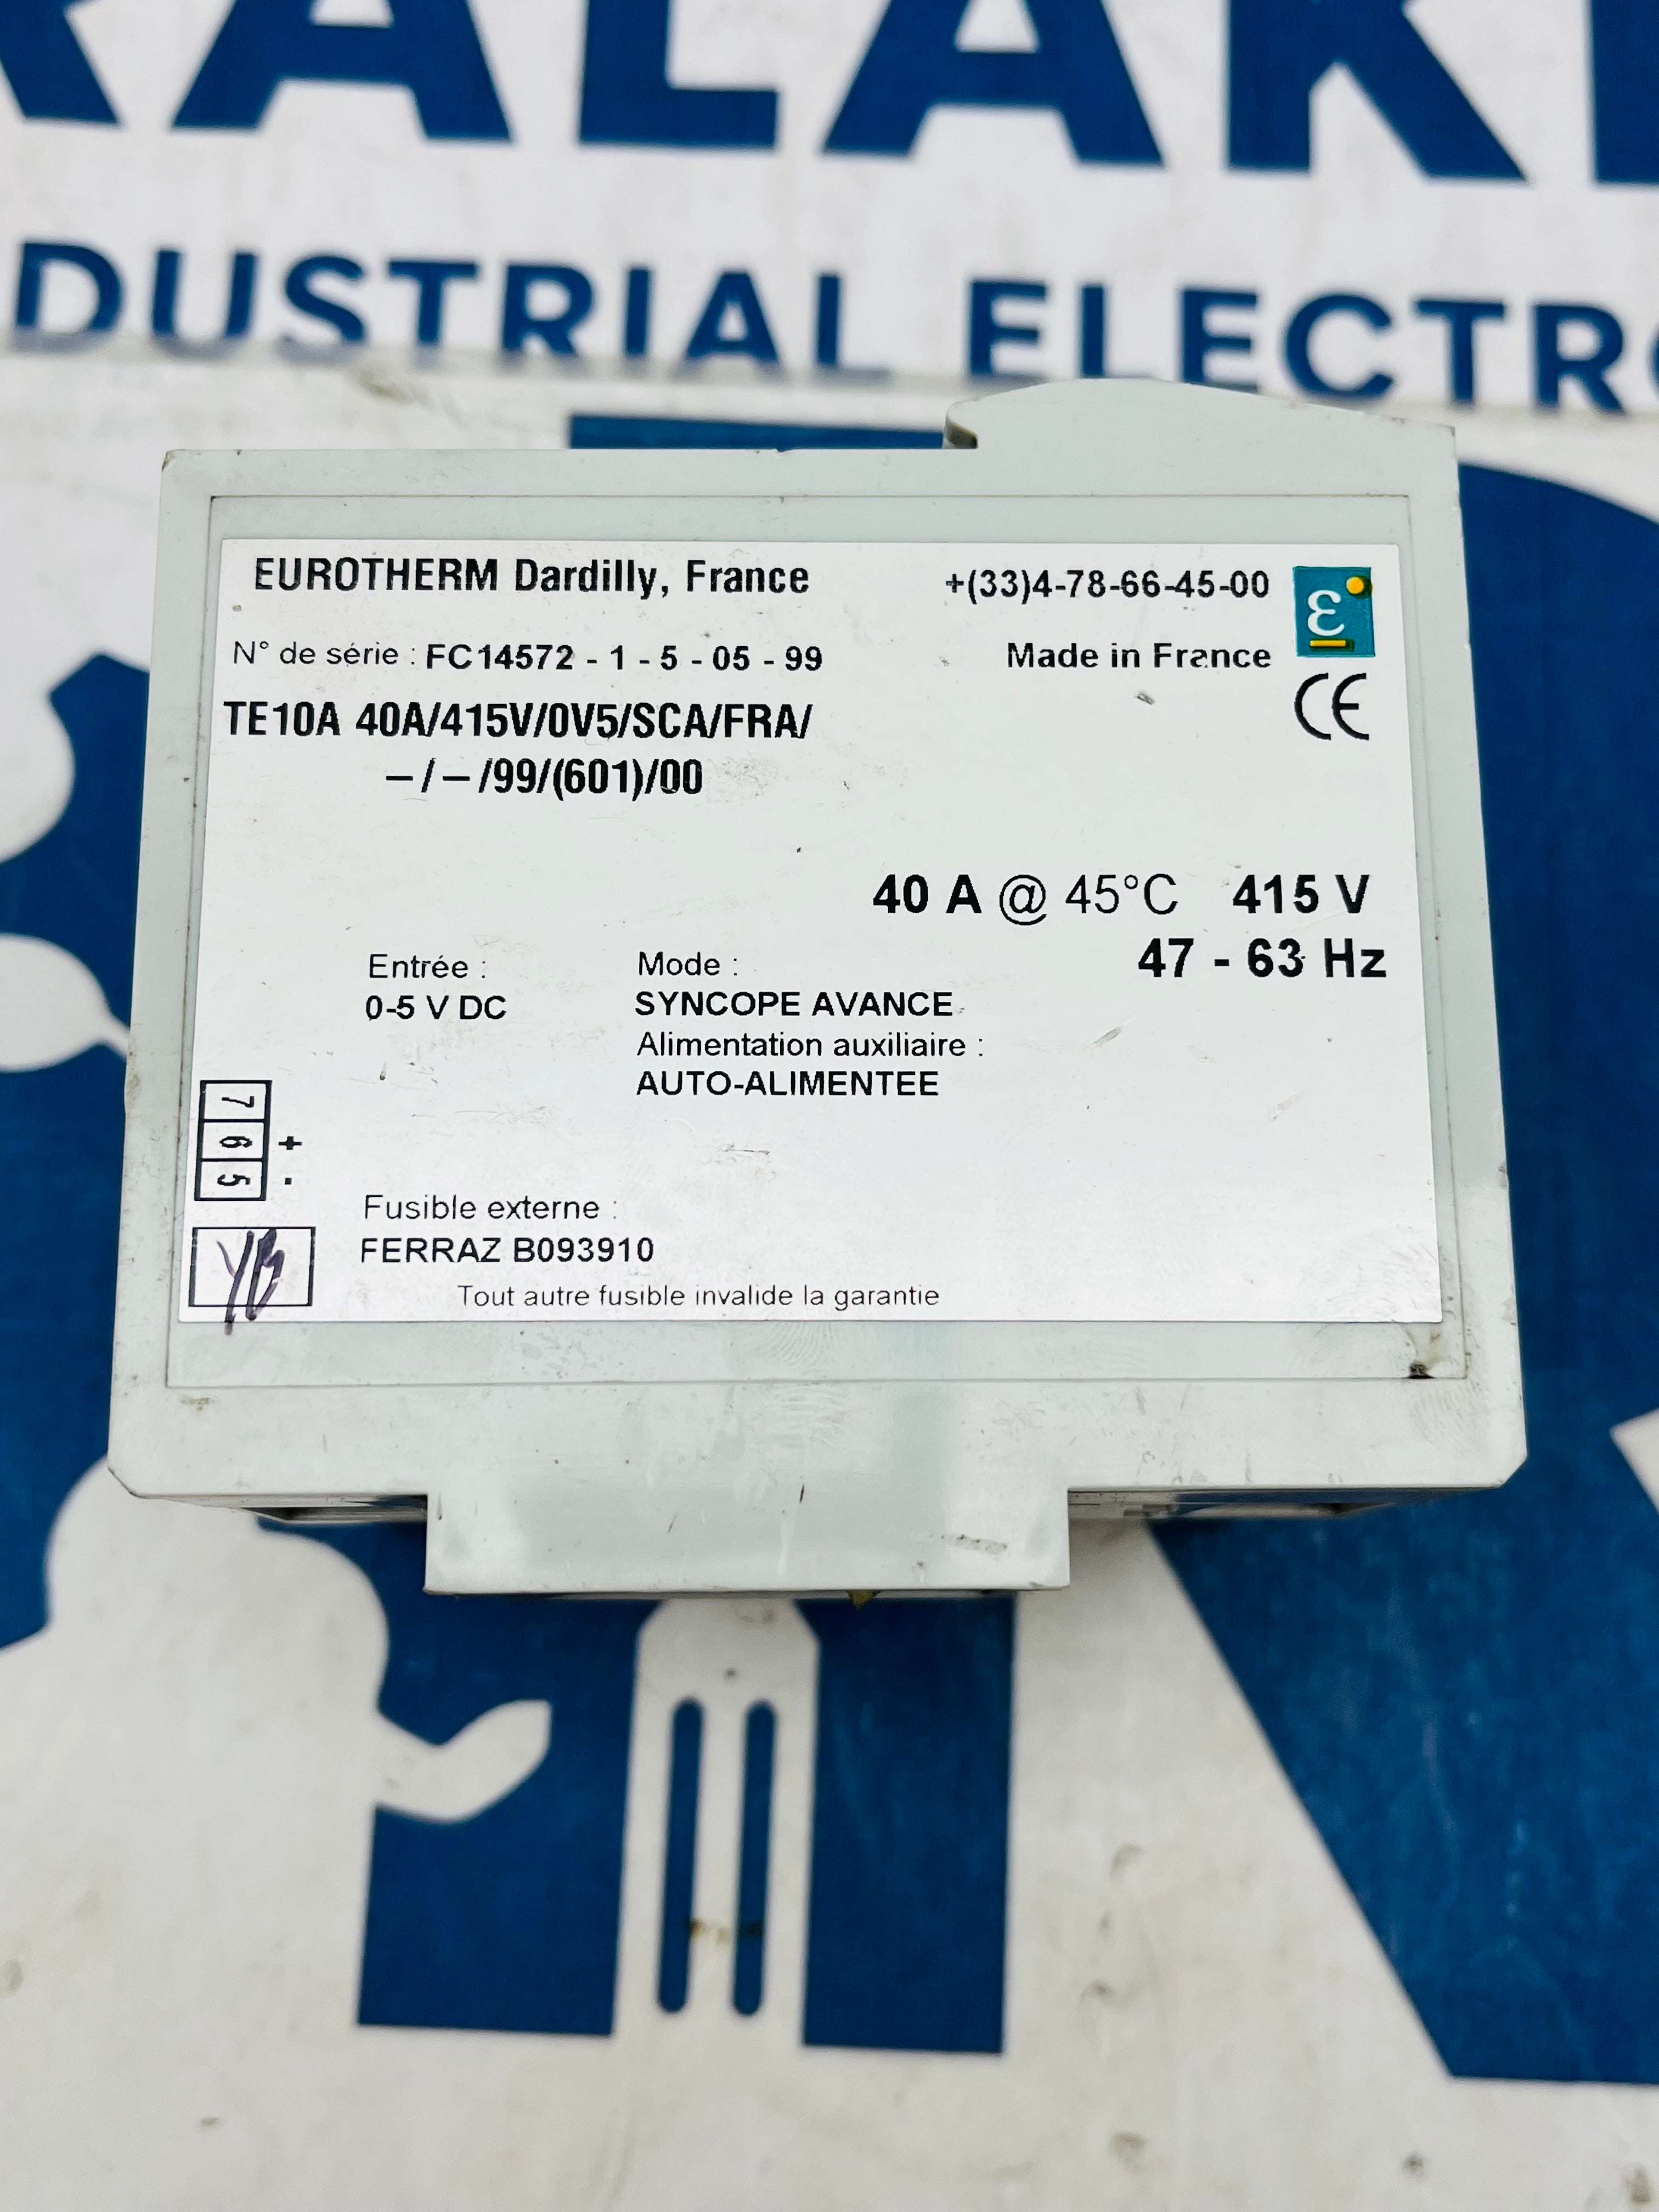 RALAK
DUSTRIAL ELECTRO
EUROTHERM Dardilly, France +(33)4-78-66-45-00
N° de série : FC14572 - 1 - 5 - 05 - 99 Made in France
TE10A 40A/415V/0V5/SCA/FRA/
– / – /99/(601)/00
CE
40 A @ 45°C 415 V
47 - 63 Hz
Entrée : Mode :
0-5 V DC SYNCOPE AVANCE
Alimentation auxiliaire :
AUTO-ALIMENTEE
7
6 +
5 -
Fusible externe :
FERRAZ B093910
Tout autre fusible invalide la garantie